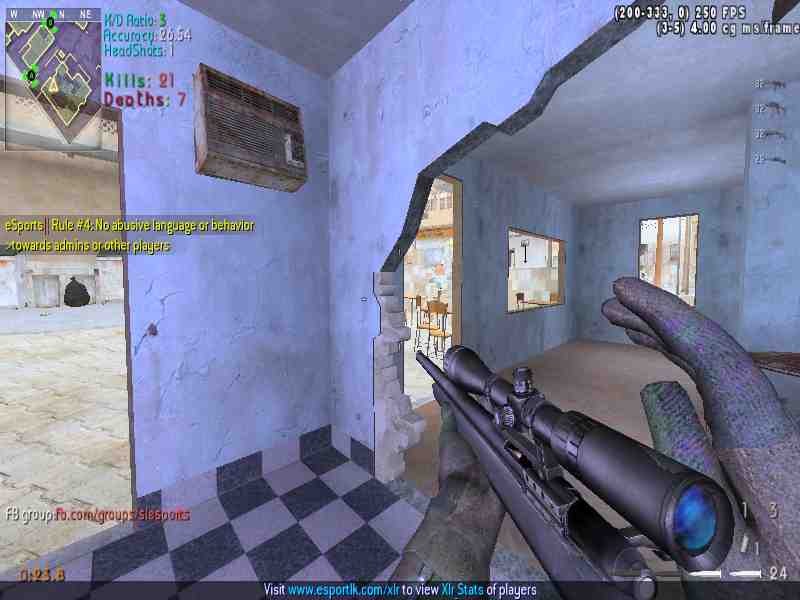 W NW N NE
K/D Ratio: 3
Accuracy: 26.54
HeadShots: 1
Kills: 21
Depths: 7
(200-333, 0) 250 FPS
(3-5) 4.00 cg ms frame
eSports|| Rule #4: No abusive language or behavior
>towards admins or other players
FB group:fb.com/groups/slesports
1 3
1
24
0:23.8
Visit www.esportlk.com/xlr to view Xlr Stats of players